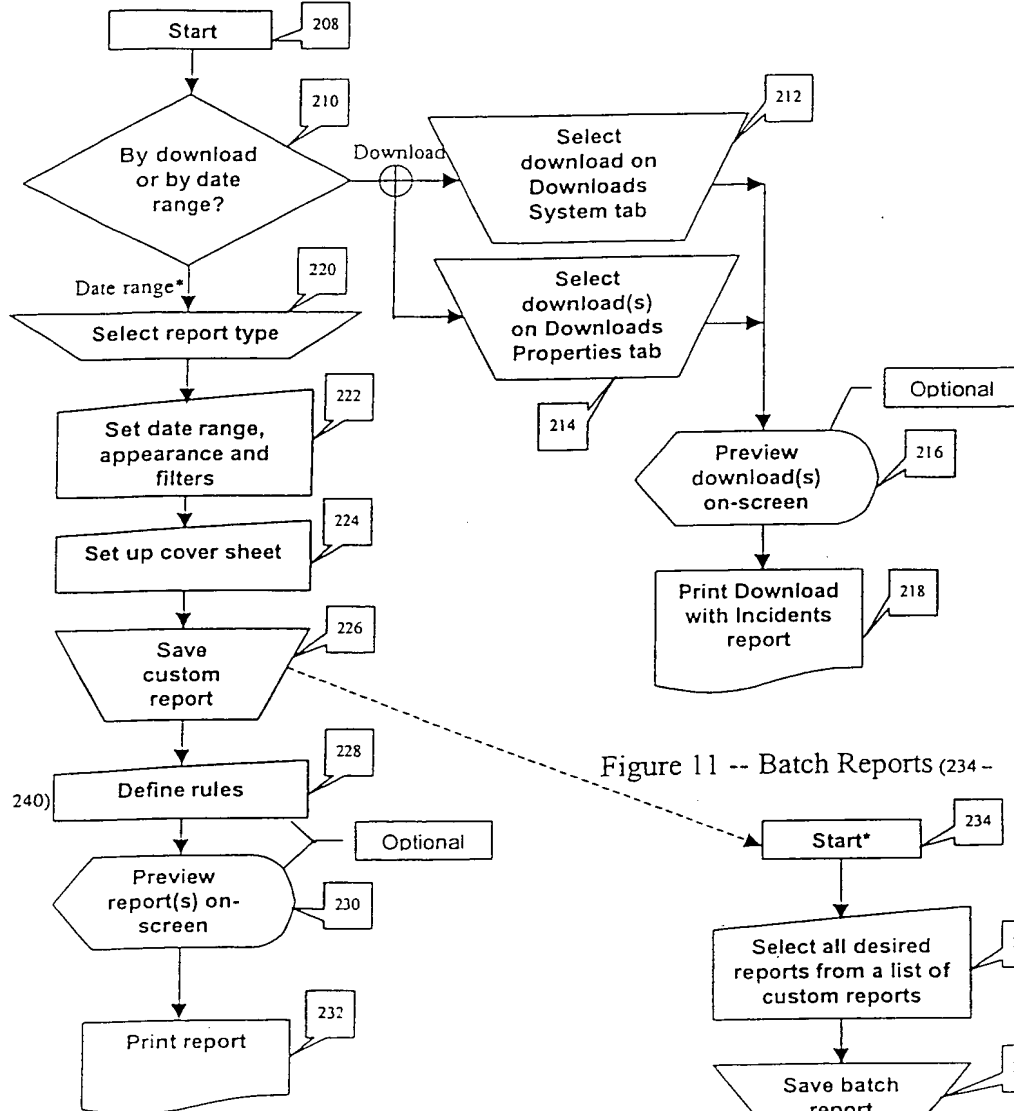 Start
208
210
By download
or by date
range?
Download
212
Select
download on
Downloads
System tab
Date range*
220
Select report type
Select
download(s)
on Downloads
Properties tab
214
222
Set date range,
appearance and
filters
Optional
Preview
download(s)
on-screen
216
224
Set up cover sheet
Print Download
with Incidents
report
218
226
Save
custom
report
Figure 11 -- Batch Reports (234 –
240)
228
Define rules
Optional
234
Start*
Preview
report(s) on-
screen
230
Select all desired
reports from a list of
custom reports
232
Print report
Save batch
report